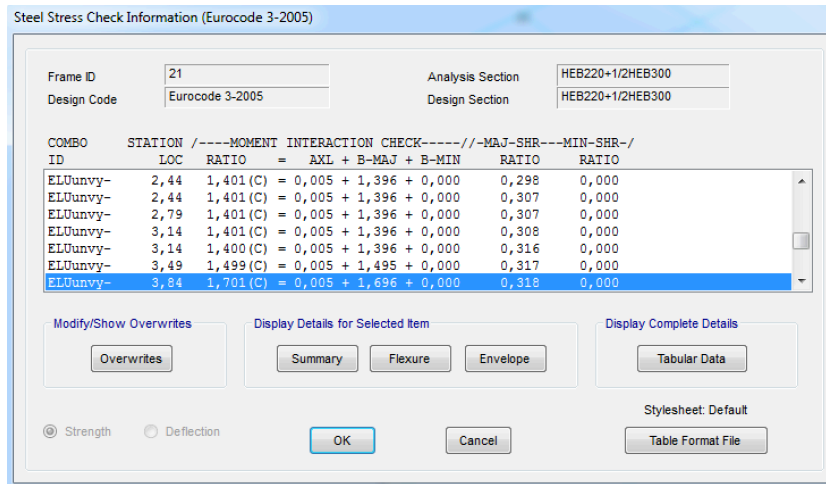 Steel Stress Check Information (Eurocode 3-2005)
Frame ID 21 Analysis Section HEB220+1/2HEB300
Design Code Eurocode 3-2005 Design Section HEB220+1/2HEB300
COMBO STATION /----MOMENT INTERACTION CHECK-----//-MAJ-SHR---MIN-SHR-/
ID LOC RATIO = AXL + B-MAJ + B-MIN RATIO RATIO
ELUunvy- 2,44 1,401(C) = 0,005 + 1,396 + 0,000 0,298 0,000
ELUunvy- 2,44 1,401(C) = 0,005 + 1,396 + 0,000 0,307 0,000
ELUunvy- 2,79 1,401(C) = 0,005 + 1,396 + 0,000 0,307 0,000
ELUunvy- 3,14 1,401(C) = 0,005 + 1,396 + 0,000 0,308 0,000
ELUunvy- 3,14 1,400(C) = 0,005 + 1,396 + 0,000 0,316 0,000
ELUunvy- 3,49 1,499(C) = 0,005 + 1,495 + 0,000 0,317 0,000
ELUunvy- 3,84 1,701(C) = 0,005 + 1,696 + 0,000 0,318 0,000
Modify/Show Overwrites Display Details for Selected Item Display Complete Details
Overwrites Summary Flexure Envelope Tabular Data
Stylesheet: Default
Strength Deflection OK Cancel Table Format File